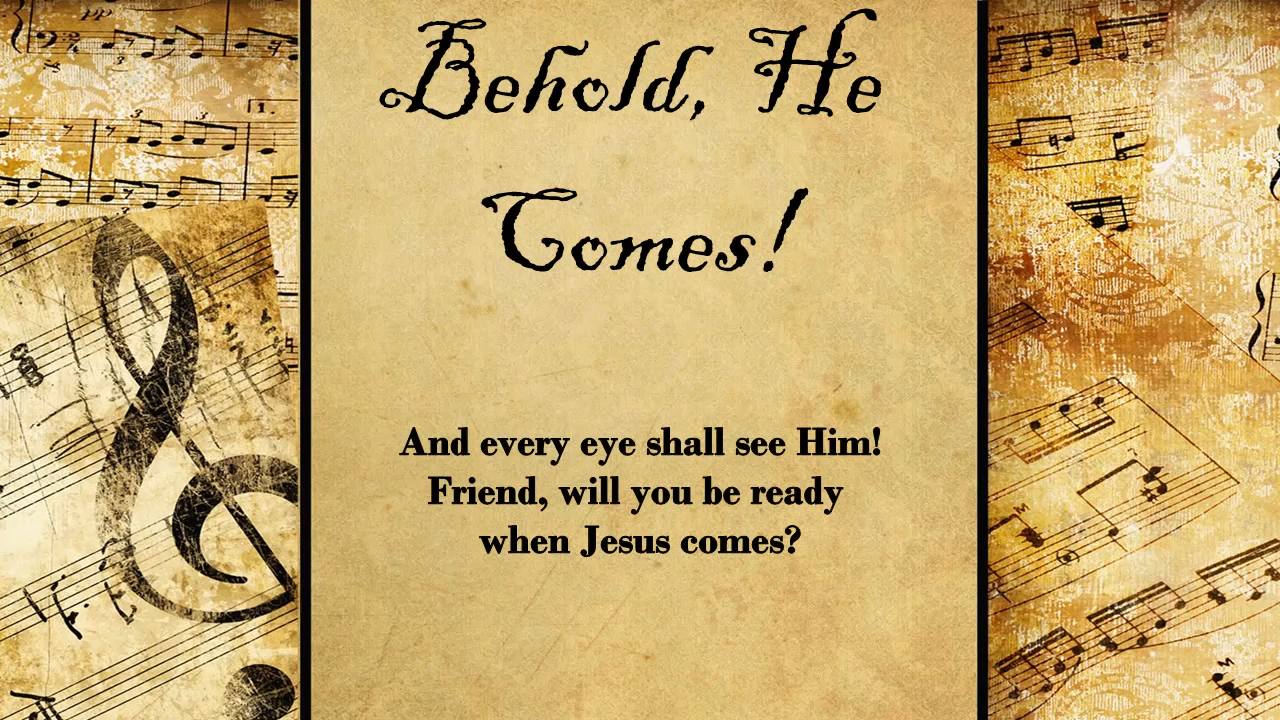 Behold, He
Comes!
And every eye shall see Him!
Friend, will you be ready
when Jesus comes?